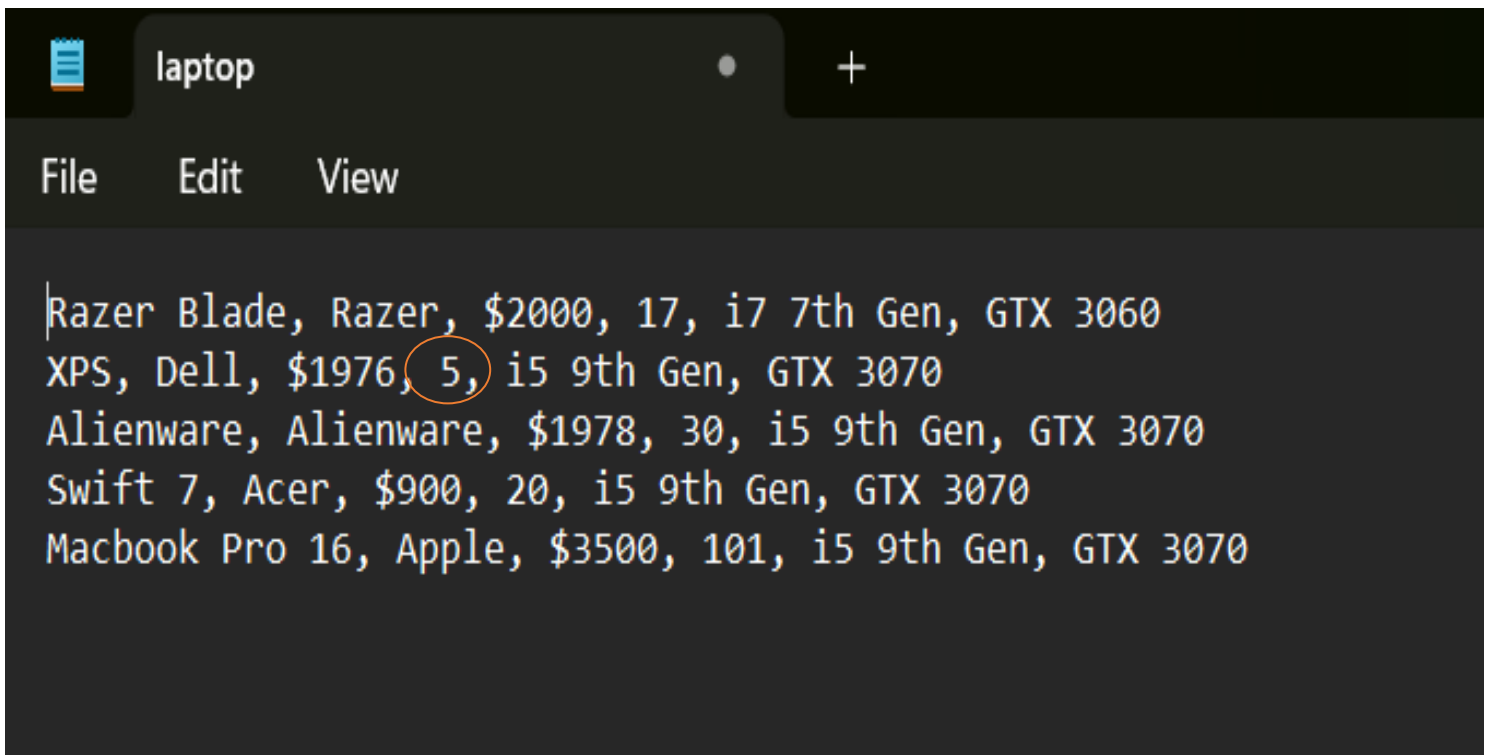 laptop
File Edit View
Razer Blade, Razer, $2000, 17, i7 7th Gen, GTX 3060
XPS, Dell, $1976, 5, i5 9th Gen, GTX 3070
Alienware, Alienware, $1978, 30, i5 9th Gen, GTX 3070
Swift 7, Acer, $900, 20, i5 9th Gen, GTX 3070
Macbook Pro 16, Apple, $3500, 101, i5 9th Gen, GTX 3070